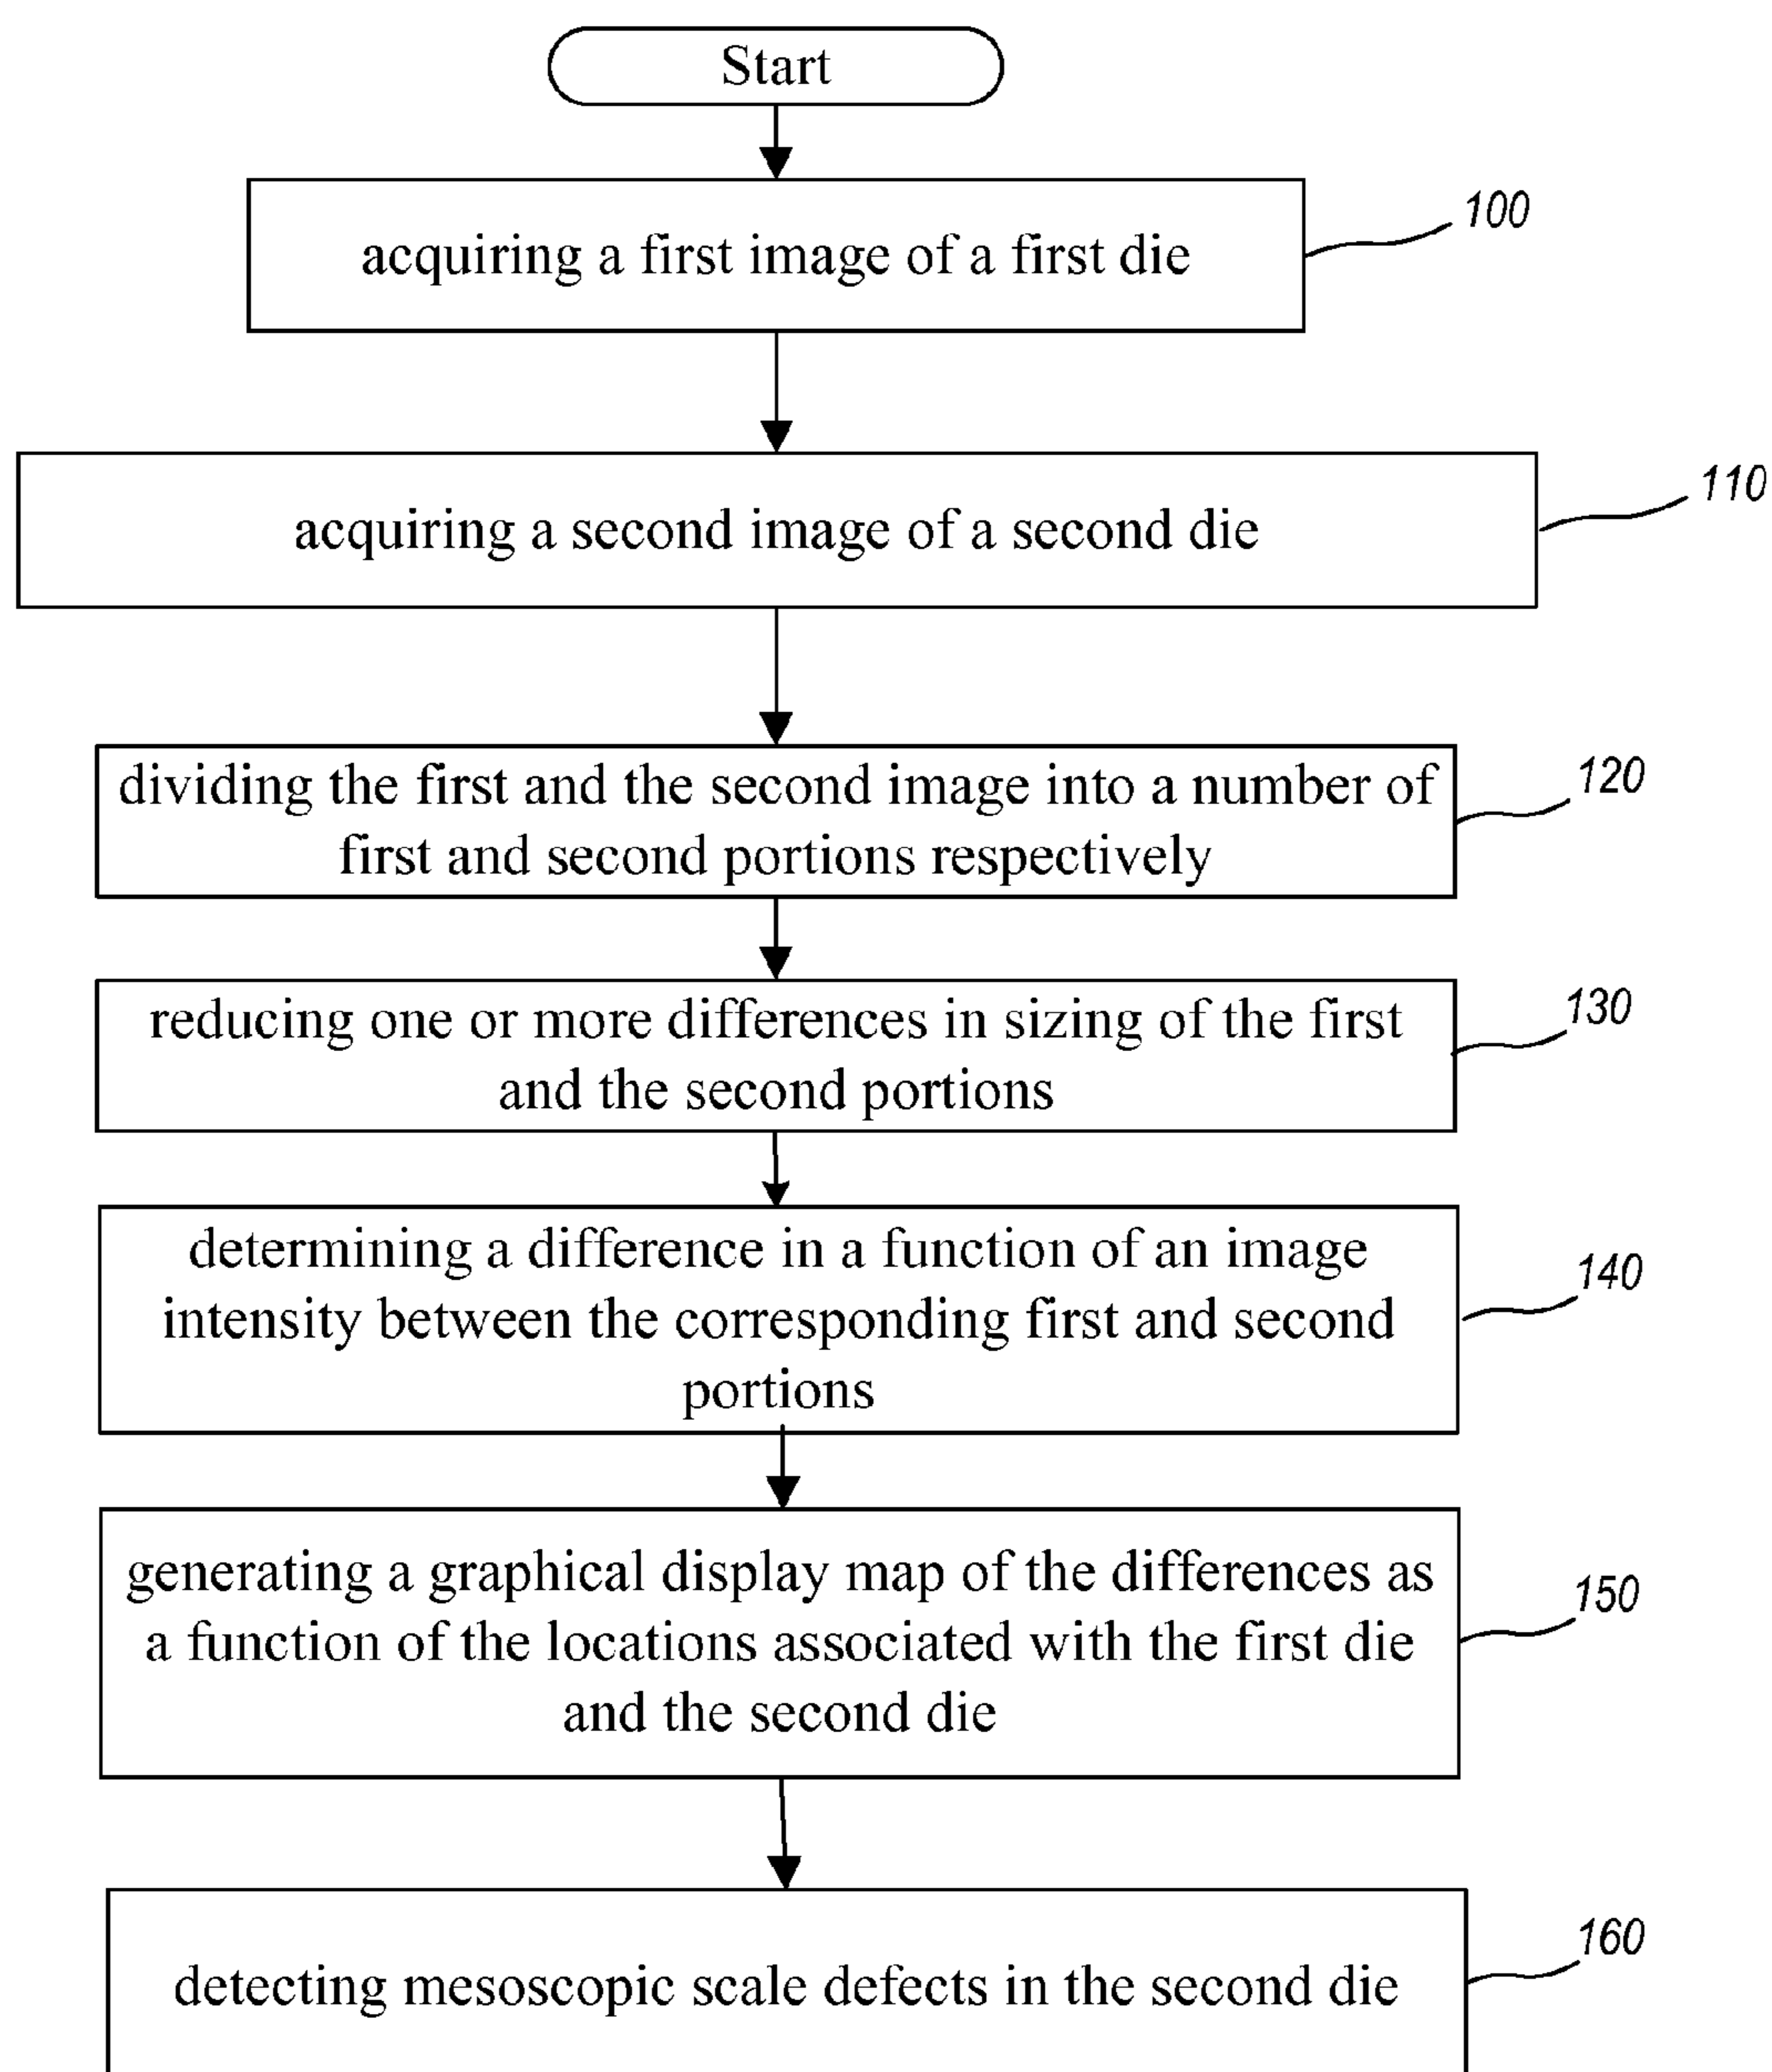 Start
acquiring a first image of a first die
100
acquiring a second image of a second die
110
dividing the first and the second image into a number of
first and second portions respectively
120
reducing one or more differences in sizing of the first
and the second portions
130
determining a difference in a function of an image
intensity between the corresponding first and second
portions
140
generating a graphical display map of the differences as
a function of the locations associated with the first die
and the second die
150
detecting mesoscopic scale defects in the second die
160